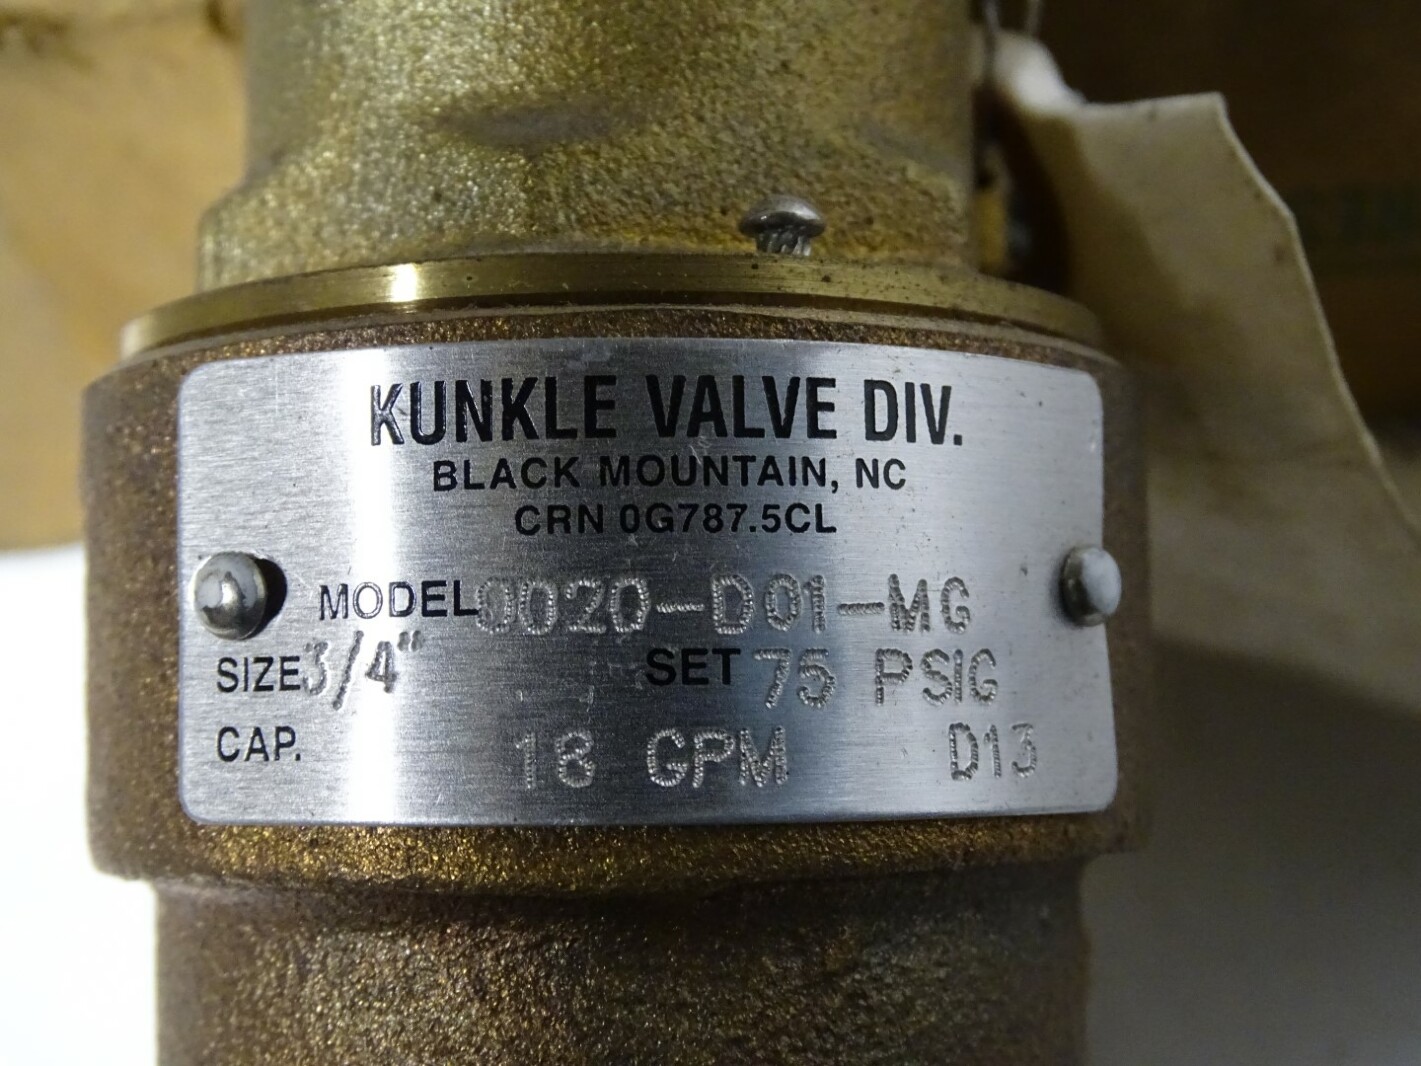 KUNKLE VALVE DIV.
BLACK MOUNTAIN, NC
CRN 0G787.5CL
MODEL 0020-D01-MG
SIZE 3/4" SET 75 PSIG
CAP. 18 GPM D13